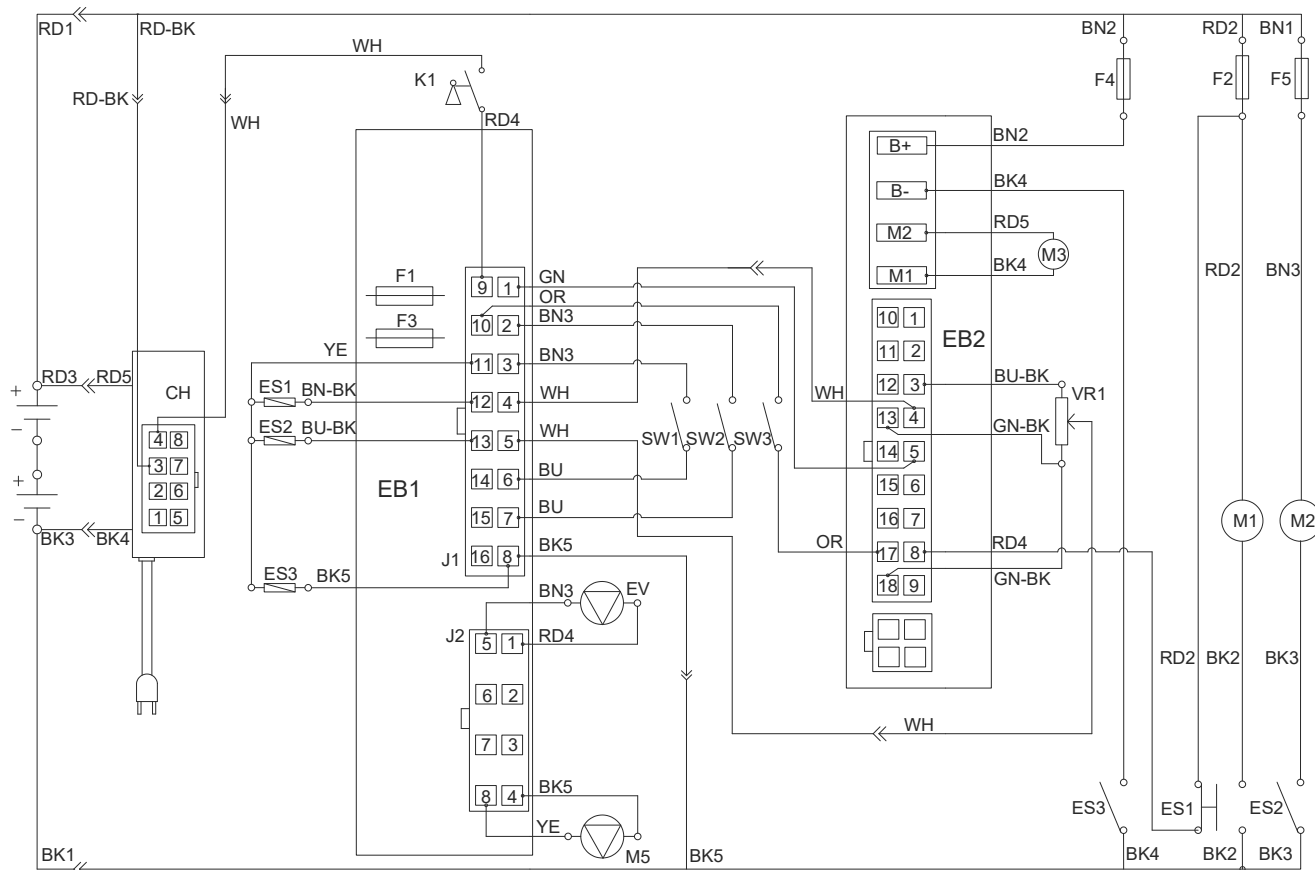 RD1
RD-BK
BN2
RD2
BN1
WH
K1
F4
F2
F5
RD-BK
WH
RD4
BN2
B+
B-
BK4
M2
RD5
M3
M1
BK4
RD2
BN3
F1
F3
GN
9 1
OR
10 2
BN3
YE
11 3
BN3
ES1
BN-BK
12 4
WH
ES2
BU-BK
13 5
WH
14 6
BU
EB1
15 7
BU
J1
16 8
BK5
SW1
SW2
SW3
10 1
11 2
EB2
12 3
BU-BK
VR1
WH
13 4
GN-BK
14 5
15 6
16 7
OR
17 8
RD4
18 9
GN-BK
M1
M2
+
RD3
RD5
CH
-
4 8
3 7
+
2 6
-
1 5
BK3
BK4
ES3
BK5
BN3
EV
J2
5 1
RD4
6 2
7 3
8 4
BK5
YE
M5
RD2
BK2
BK3
WH
ES3
ES1
ES2
BK1
BK5
BK4
BK2
BK3